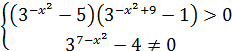 (3^{-x^2} − 5)(3^{-x^2+9} − 1) > 0
3^{7−x^2} − 4 ≠ 0